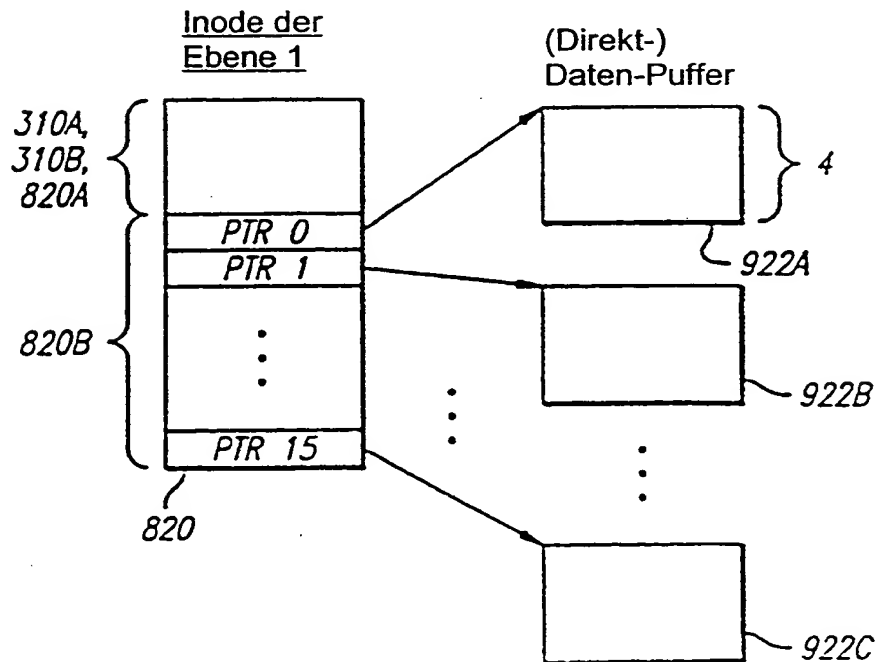 Inode der
Ebene 1
(Direkt-)
Daten-Puffer
310A,
310B,
820A
4
PTR 0
922A
PTR 1
820B
922B
PTR 15
820
922C